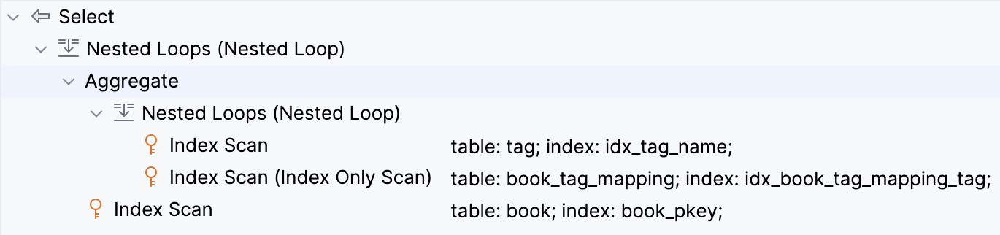 Select
Nested Loops (Nested Loop)
Aggregate
Nested Loops (Nested Loop)
Index Scan table: tag; index: idx_tag_name;
Index Scan (Index Only Scan) table: book_tag_mapping; index: idx_book_tag_mapping_tag;
Index Scan table: book; index: book_pkey;